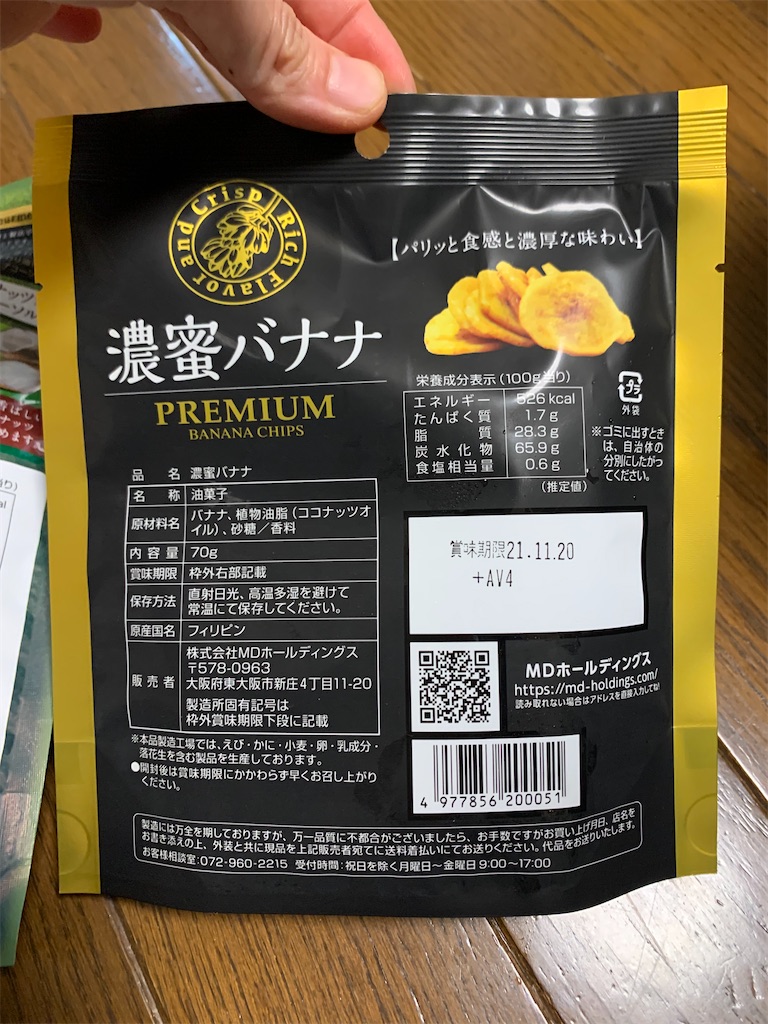 Crisp and Rich Flavor
【パリッと食感と濃厚な味わい】
濃蜜バナナ
PREMIUM
BANANA CHIPS
栄養成分表示(100g当り)
エネルギー 526 kcal
たんぱく質 1.7 g
脂質 28.3 g
炭水化物 65.9 g
食塩相当量 0.6 g
(推定値)
プラ
外袋
※ゴミに出すとき
は、自治体の
分別にしたがっ
てください。
品名 濃蜜バナナ
名称 油菓子
原材料名 バナナ、植物油脂(ココナッツオ
イル)、砂糖/香料
内容量 70g
賞味期限 枠外右部記載
保存方法 直射日光、高温多湿を避けて
常温にて保存してください。
原産国名 フィリピン
販売者 株式会社MDホールディングス
〒578-0963
大阪府東大阪市新庄4丁目11-20
製造所固有記号は
枠外賞味期限下段に記載
※本品製造工場では、えび・かに・小麦・卵・乳成分・
落花生を含む製品を生産しております。
●開封後は賞味期限にかかわらず早くお召し上がり
ください。
賞味期限21.11.20
+AV4
MDホールディングス
https://md-holdings.com/
読み取れない場合はアドレスを直接入力してね!
4 977856 200051
製造には万全を期しておりますが、万一品質に不都合がございましたら、お手数ですがお買い上げ月日、店名を
お書き添えの上、外装と共に現品を上記販売者宛てに送料着払いにてお送りください。代品をお送りいたします。
お客様相談室:072-960-2215 受付時間:祝日を除く月曜日〜金曜日 9:00〜17:00